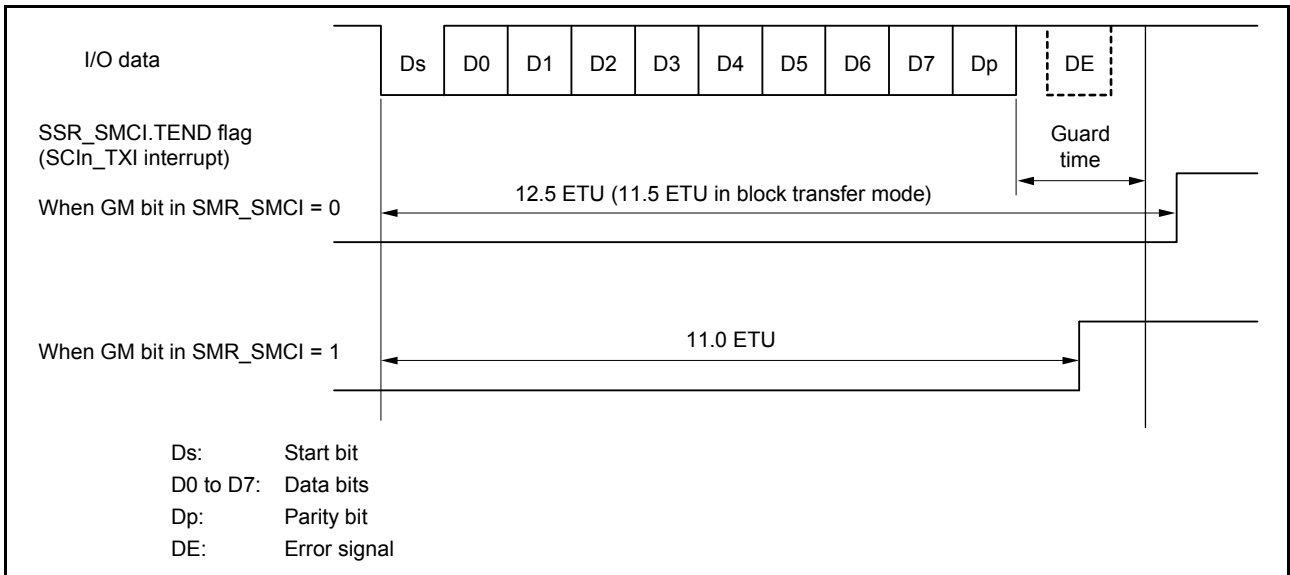 I/O data
Ds D0 D1 D2 D3 D4 D5 D6 D7 Dp DE
SSR_SMCI.TEND flag
(SCIn_TXI interrupt)
Guard
time
When GM bit in SMR_SMCI = 0
12.5 ETU (11.5 ETU in block transfer mode)
When GM bit in SMR_SMCI = 1
11.0 ETU
Ds: Start bit
D0 to D7: Data bits
Dp: Parity bit
DE: Error signal